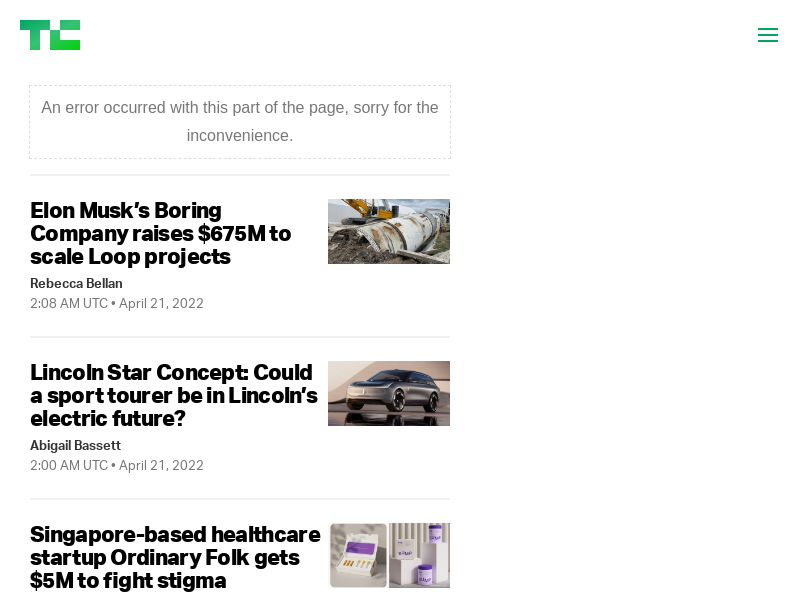 TC
An error occurred with this part of the page, sorry for the
inconvenience.
Elon Musk's Boring
Company raises $675M to
scale Loop projects
Rebecca Bellan
2:08 AM UTC • April 21, 2022
Lincoln Star Concept: Could
a sport tourer be in Lincoln's
electric future?
Abigail Bassett
2:00 AM UTC • April 21, 2022
Singapore-based healthcare
startup Ordinary Folk gets
$5M to fight stigma